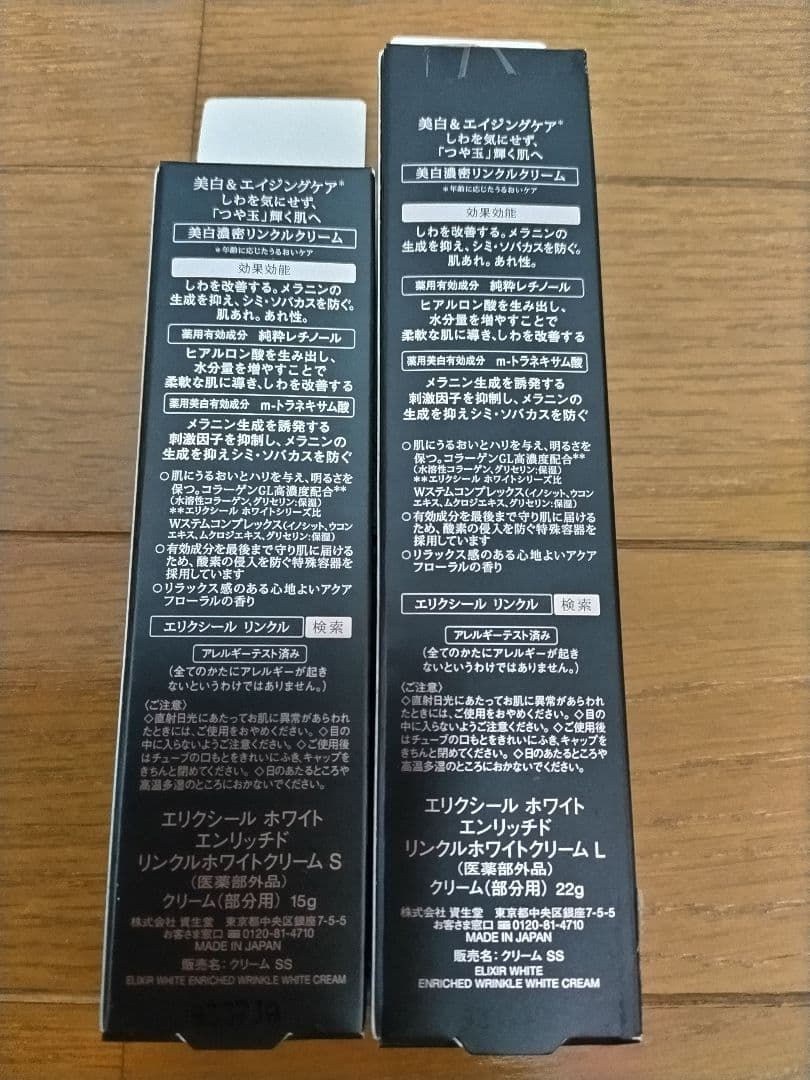 美白&エイジングケア*
しわを気にせず、
「つや玉」輝く肌へ
美白濃密リンクルクリーム
*年齢に応じたうるおいケア
効果効能
しわを改善する。メラニンの
生成を抑え、シミ・ソバカスを防ぐ。
肌あれ。あれ性。
薬用有効成分 純粋レチノール
ヒアルロン酸を生み出し、
水分量を増やすことで
柔軟な肌に導き、しわを改善する
薬用美白有効成分 m-トラネキサム酸
メラニン生成を誘発する
刺激因子を抑制し、メラニンの
生成を抑えシミ・ソバカスを防ぐ
○肌にうるおいとハリを与え、明るさを
保つ。コラーゲンGL高濃度配合**
(水溶性コラーゲン、グリセリン:保湿)
**エリクシール ホワイトシリーズ比
Wステムコンプレックス(イノシット、ウコン
エキス、ムクロジエキス、グリセリン:保湿)
○有効成分を最後まで守り肌に届ける
ため、酸素の侵入を防ぐ特殊容器を
採用しています
○リラックス感のある心地よいアクア
フローラルの香り
エリクシール リンクル 検索
アレルギーテスト済み
(全てのかたにアレルギーが起き
ないというわけではありません。)
〈ご注意〉
◇直射日光にあたってお肌に異常があらわれ
たときには、ご使用をおやめください。◇目の
中に入らないようご注意ください。◇ご使用後
はチューブの口もとをきれいにふき、キャップを
きちんと閉めてください。◇日のあたるところや
高温多湿のところにおかないでください。
エリクシール ホワイト
エンリッチド
リンクルホワイトクリーム S
(医薬部外品)
クリーム(部分用) 15g
株式会社 資生堂 東京都中央区銀座7-5-5
お客さま窓口 0120-81-4710
MADE IN JAPAN
販売名:クリーム SS
ELIXIR WHITE ENRICHED WRINKLE WHITE CREAM
美白&エイジングケア*
しわを気にせず、
「つや玉」輝く肌へ
美白濃密リンクルクリーム
*年齢に応じたうるおいケア
効果効能
しわを改善する。メラニンの
生成を抑え、シミ・ソバカスを防ぐ。
肌あれ。あれ性。
薬用有効成分 純粋レチノール
ヒアルロン酸を生み出し、
水分量を増やすことで
柔軟な肌に導き、しわを改善する
薬用美白有効成分 m-トラネキサム酸
メラニン生成を誘発する
刺激因子を抑制し、メラニンの
生成を抑えシミ・ソバカスを防ぐ
○肌にうるおいとハリを与え、明るさを
保つ。コラーゲンGL高濃度配合**
(水溶性コラーゲン、グリセリン:保湿)
**エリクシール ホワイトシリーズ比
Wステムコンプレックス(イノシット、ウコン
エキス、ムクロジエキス、グリセリン:保湿)
○有効成分を最後まで守り肌に届ける
ため、酸素の侵入を防ぐ特殊容器を
採用しています
○リラックス感のある心地よいアクア
フローラルの香り
エリクシール リンクル 検索
アレルギーテスト済み
(全てのかたにアレルギーが起き
ないというわけではありません。)
〈ご注意〉
◇直射日光にあたってお肌に異常があらわれ
たときには、ご使用をおやめください。◇目の
中に入らないようご注意ください。◇ご使用後
はチューブの口もとをきれいにふき、キャップを
きちんと閉めてください。◇日のあたるところや
高温多湿のところにおかないでください。
エリクシール ホワイト
エンリッチド
リンクルホワイトクリーム L
(医薬部外品)
クリーム(部分用) 22g
株式会社 資生堂 東京都中央区銀座7-5-5
お客さま窓口 0120-81-4710
MADE IN JAPAN
販売名:クリーム SS
ELIXIR WHITE
ENRICHED WRINKLE WHITE CREAM